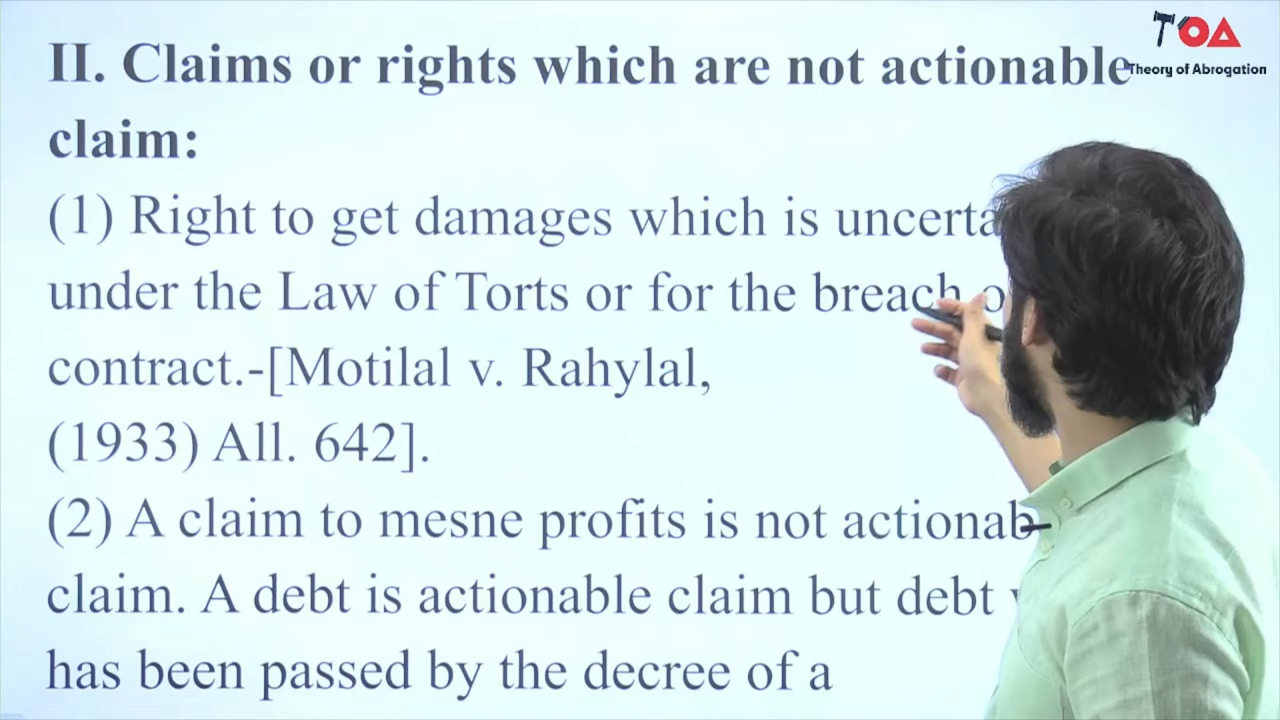 TOA
Theory of Abrogation
II. Claims or rights which are not actionable
claim:
(1) Right to get damages which is
under the Law of Torts or for the breach
contract.-[Motilal v. Rahylal,
(1933) All. 642].
(2) A claim to mesne profits is not
claim. A debt is actionable claim but debt
has been passed by the decree of a